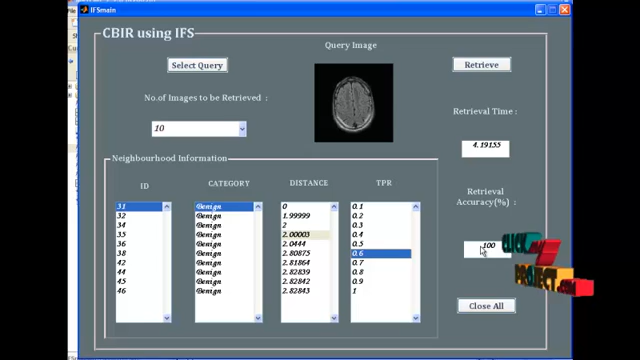 IFSmain
CBIR using IFS
Query Image
Select Query
Retrieve
No.of Images to be Retrieved :
10
Retrieval Time :
4.19155
Neighbourhood Information
ID
CATEGORY
DISTANCE
TPR
31
32
34
35
36
38
42
44
45
46
Benign
Benign
Benign
Benign
Benign
Benign
Benign
Benign
Benign
Benign
0
1.99999
2
2.00003
2.0444
2.80875
2.81864
2.82839
2.82842
2.82843
0.1
0.2
0.3
0.4
0.5
0.6
0.7
0.8
0.9
1
Retrieval
Accuracy(%) :
100
CLICK
MY
PROJECT
Close All